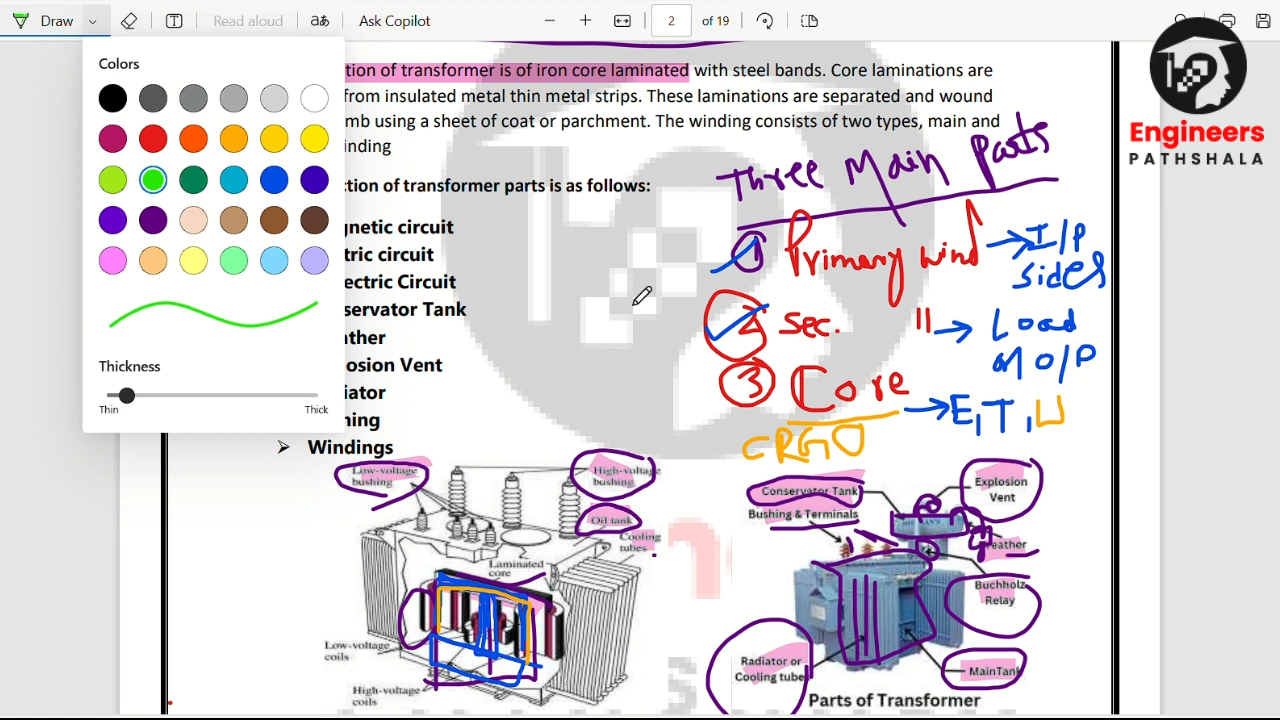 Draw
Read aloud
Ask Copilot
2
of 19
Colors
Thickness
Thin
Thick
Engineers
PATHSHALA
tion of transformer is of iron core laminated with steel bands. Core laminations are
from insulated metal thin metal strips. These laminations are separated and wound
mb using a sheet of coat or parchment. The winding consists of two types, main and
inding
ction of transformer parts is as follows:
gnetic circuit
tric circuit
ectric Circuit
servator Tank
ather
osion Vent
iator
hing
Windings
Three Main Parts
1 Primary wind → I/P
sides
2 sec. " → Load
O/P
3 Core → E, T, U
CRGO
Low-voltage
bushing
High-voltage
bushing
Oil tank
Cooling
tubes
Laminated
core
Low-voltage
coils
High-voltage
coils
Conservator Tank
Bushing & Terminals
Explosion
Vent
reather
Buchholz
Relay
Radiator or
Cooling tube
MainTank
Parts of Transformer